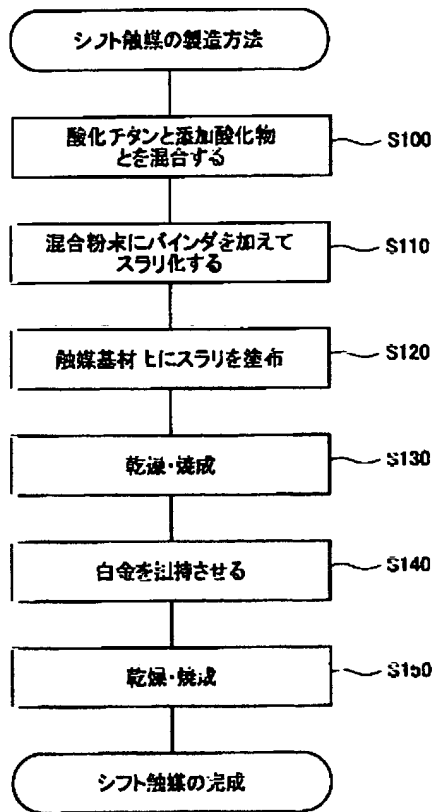 シフト触媒の製造方法
酸化チタンと添加酸化物
とを混合する
S100
混合粉末にバインダを加えて
スラリ化する
S110
触媒基材上にスラリを塗布
S120
乾燥・焼成
S130
白金を担持させる
S140
乾燥・焼成
S150
シフト触媒の完成